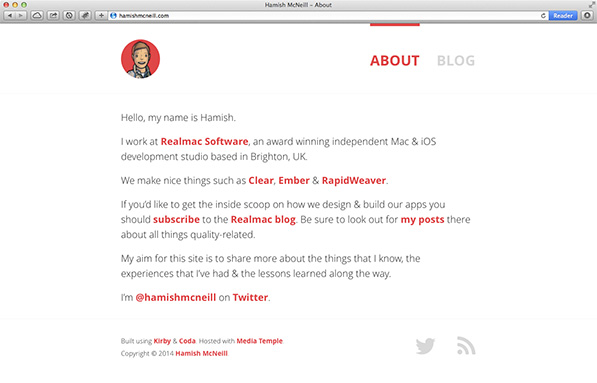 Hamish McNeill – About
hamishmcneill.com
Reader
ABOUT BLOG
Hello, my name is Hamish.
I work at Realmac Software, an award winning independent Mac & iOS
development studio based in Brighton, UK.
We make nice things such as Clear, Ember & RapidWeaver.
If you’d like to get the inside scoop on how we design & build our apps you
should subscribe to the Realmac blog. Be sure to look out for my posts there
about all things quality-related.
My aim for this site is to share more about the things that I know, the
experiences that I’ve had & the lessons learned along the way.
I’m @hamishmcneill on Twitter.
Built using Kirby & Coda. Hosted with Media Temple
Copyright © 2014 Hamish McNeill